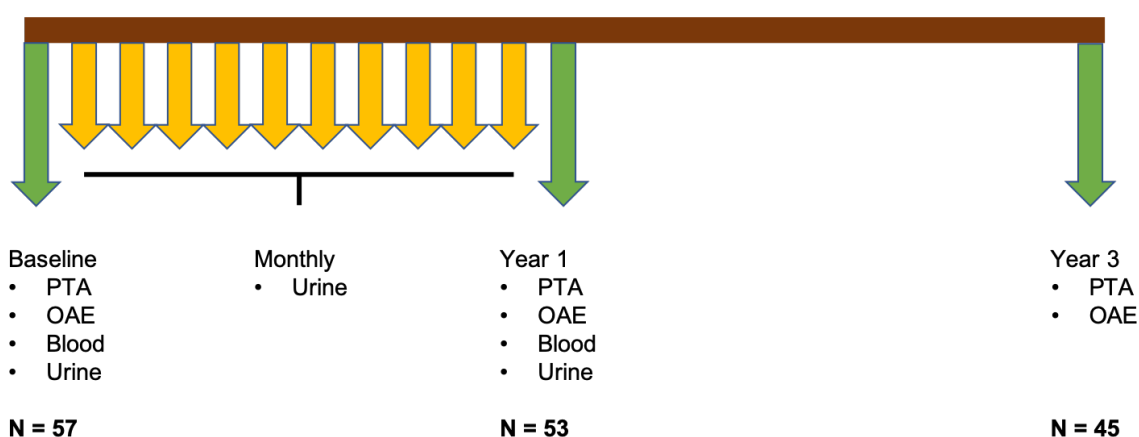 Baseline
• PTA
• OAE
• Blood
• Urine
N = 57
Monthly
• Urine
Year 1
• PTA
• OAE
• Blood
• Urine
N = 53
Year 3
• PTA
• OAE
N = 45